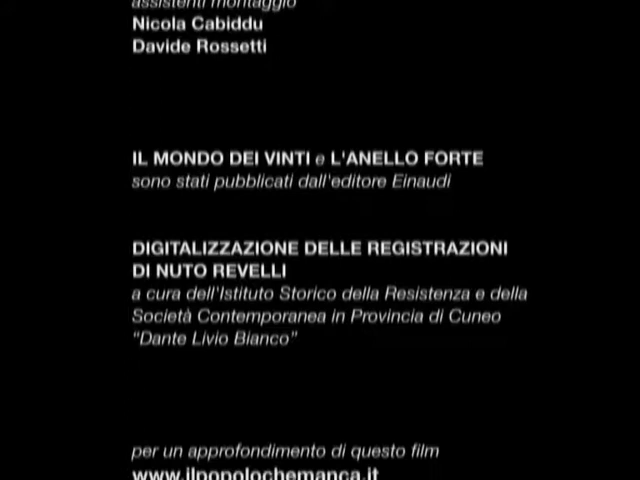 assistenti montaggio
Nicola Cabiddu
Davide Rossetti
IL MONDO DEI VINTI e L'ANELLO FORTE
sono stati pubblicati dall'editore Einaudi
DIGITALIZZAZIONE DELLE REGISTRAZIONI
DI NUTO REVELLI
a cura dell'Istituto Storico della Resistenza e della
Società Contemporanea in Provincia di Cuneo
"Dante Livio Bianco"
per un approfondimento di questo film
www.ilpopolochemanca.it